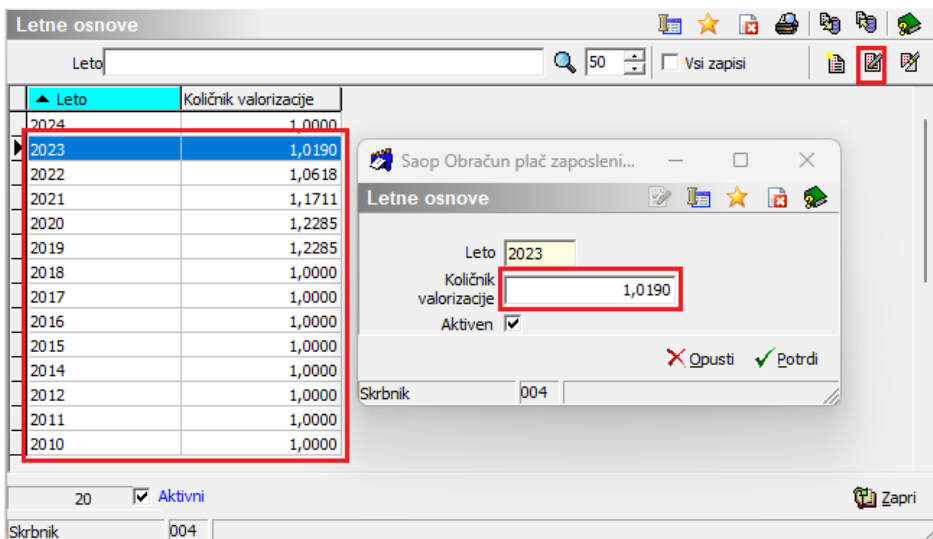 Letne osnove
Leto 50 Vsi zapisi
Leto Količnik valorizacije
2024 1,0000
2023 1,0190
2022 1,0618
2021 1,1711
2020 1,2285
2019 1,2285
2018 1,0000
2017 1,0000
2016 1,0000
2015 1,0000
2014 1,0000
2012 1,0000
2011 1,0000
2010 1,0000
Saop Obračun plač zaposleni...
Letne osnove
Leto 2023
Količnik
valorizacije 1,0190
Aktiven
Opusti Potrdi
Skrbnik 004
20 Aktivni Zapri
Skrbnik 004